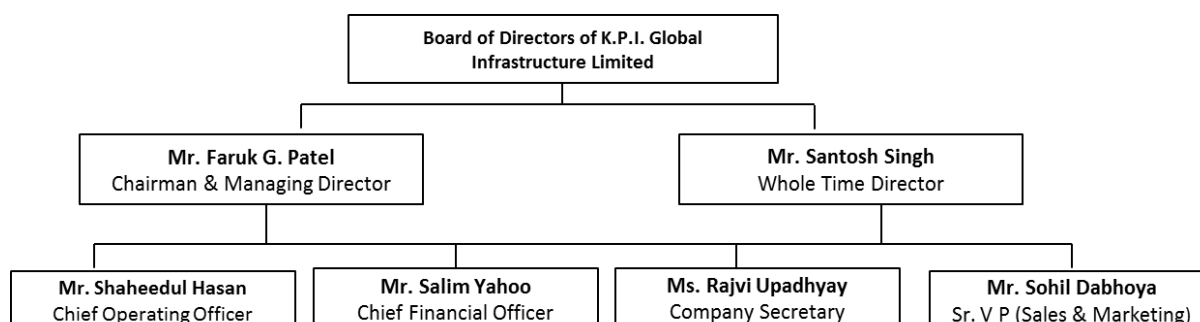 Board of Directors of K.P.I. Global
Infrastructure Limited
Mr. Faruk G. Patel
Chairman & Managing Director
Mr. Santosh Singh
Whole Time Director
Mr. Shaheedul Hasan
Chief Operating Officer
Mr. Salim Yahoo
Chief Financial Officer
Ms. Rajvi Upadhyay
Company Secretary
Mr. Sohil Dabhoya
Sr. V P (Sales & Marketing)